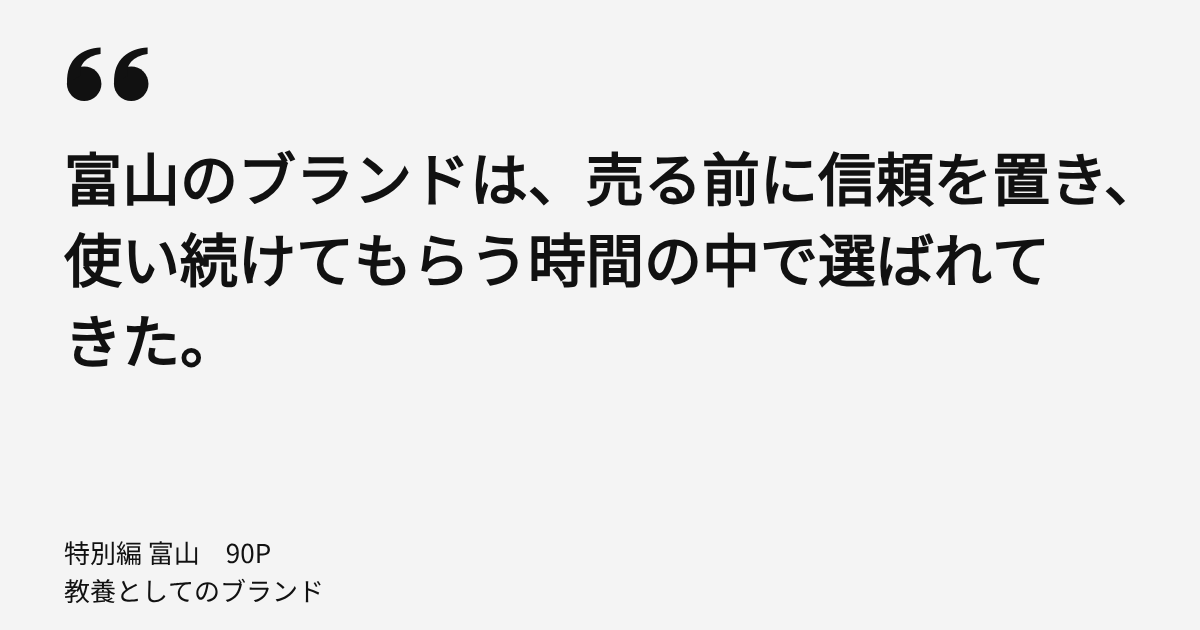 “
富山のブランドは、売る前に信頼を置き、
使い続けてもらう時間の中で選ばれて
きた。
特別編 富山　90P
教養としてのブランド